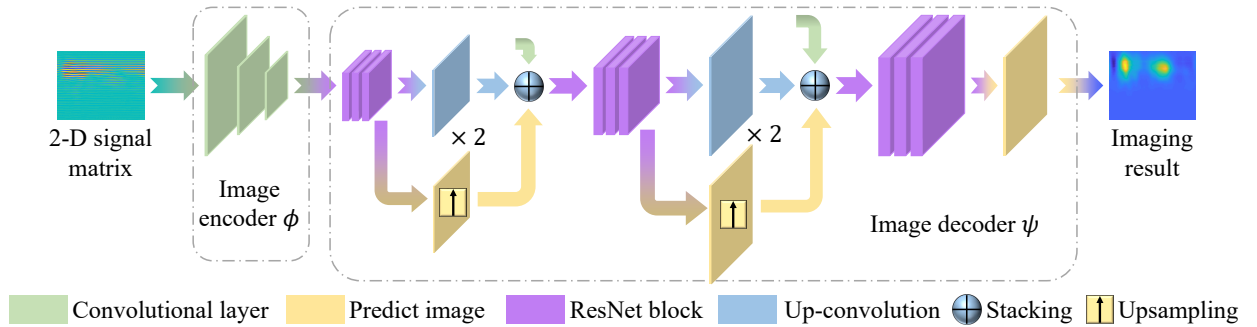 2-D signal
matrix
Image
encoder ϕ
× 2
× 2
Image decoder ψ
Imaging
result
Convolutional layer
Predict image
ResNet block
Up-convolution
Stacking
Upsampling